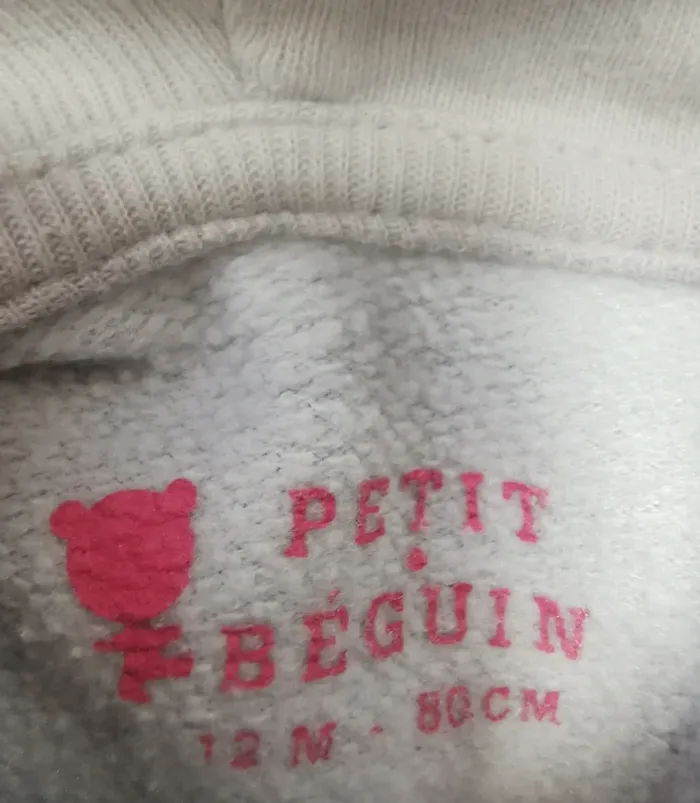 PETIT
•
BÉGUIN
12 M - 80CM